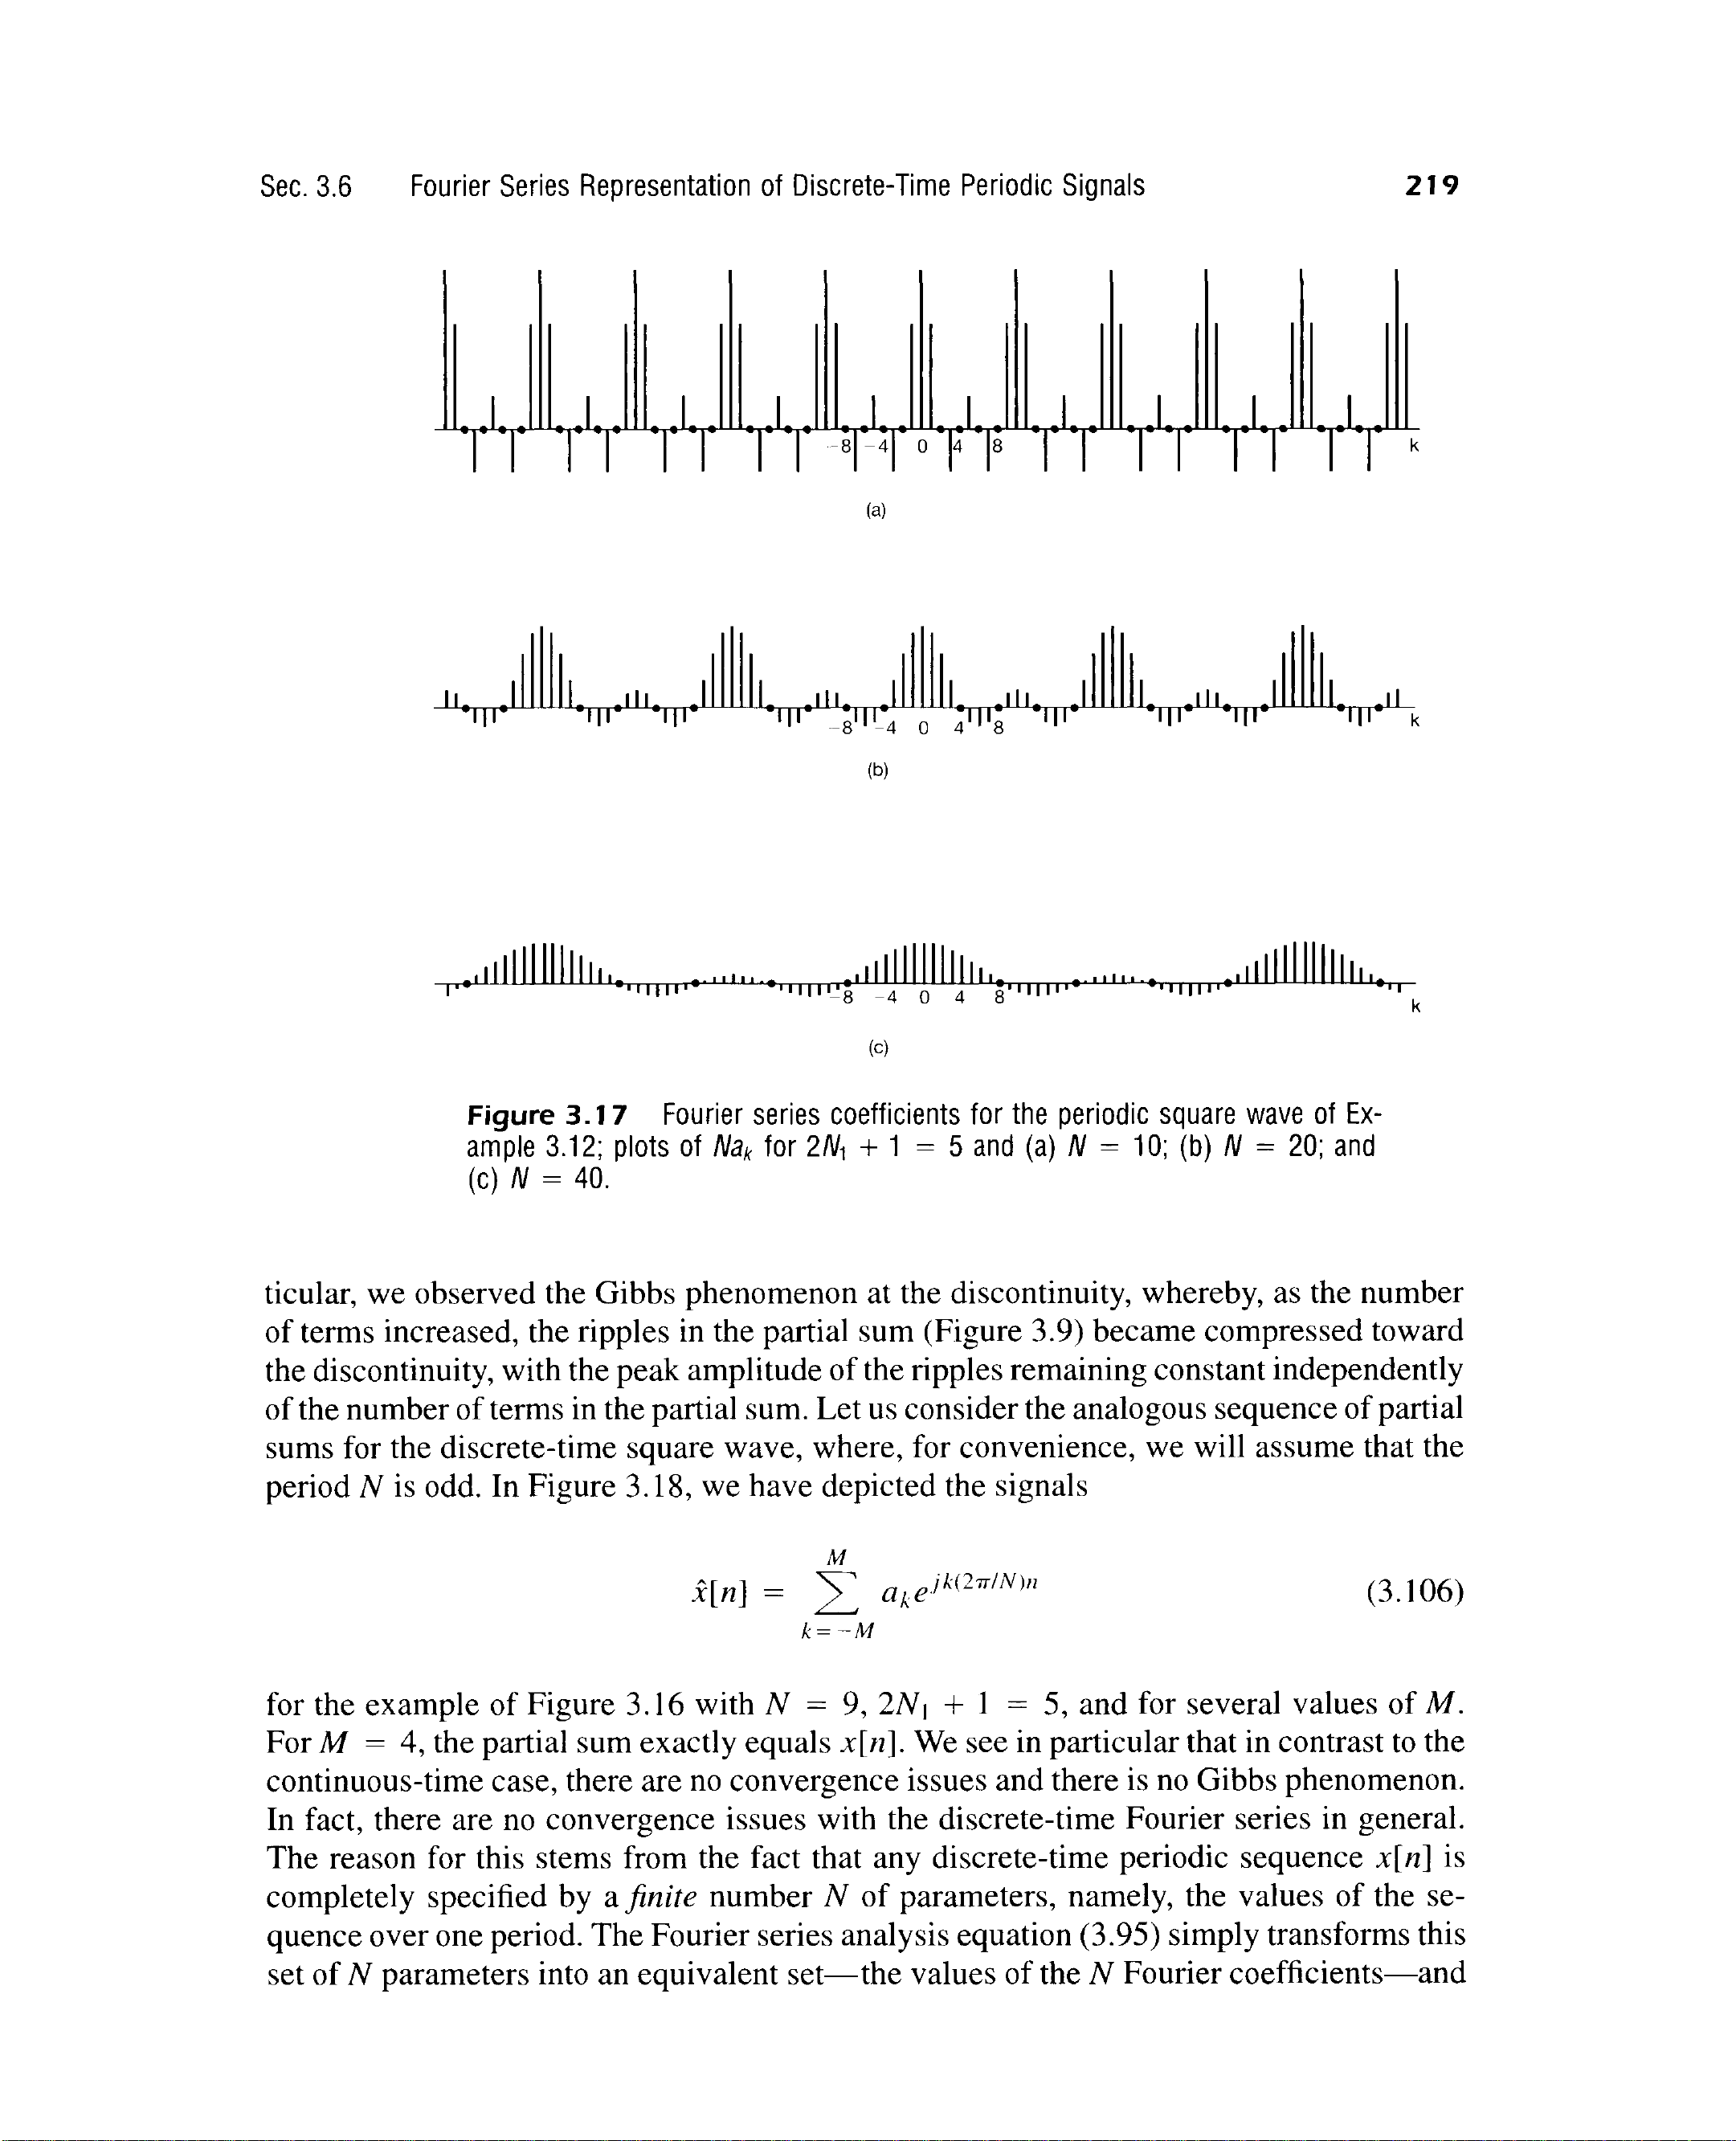 Sec. 3.6 Fourier Series Representation of Discrete-Time Periodic Signals 219
-8 -4 0 4 8 k
(a)
-8 -4 0 4 8 k
(b)
-8 -4 0 4 8 k
(c)
Figure 3.17 Fourier series coefficients for the periodic square wave of Ex-
ample 3.12; plots of Naₖ for 2N₁ + 1 = 5 and (a) N = 10; (b) N = 20; and
(c) N = 40.
ticular, we observed the Gibbs phenomenon at the discontinuity, whereby, as the number
of terms increased, the ripples in the partial sum (Figure 3.9) became compressed toward
the discontinuity, with the peak amplitude of the ripples remaining constant independently
of the number of terms in the partial sum. Let us consider the analogous sequence of partial
sums for the discrete-time square wave, where, for convenience, we will assume that the
period N is odd. In Figure 3.18, we have depicted the signals
M
x̂[n] = ∑ aₖe^{jk(2π/N)n} (3.106)
k=-M
for the example of Figure 3.16 with N = 9, 2N₁ + 1 = 5, and for several values of M.
For M = 4, the partial sum exactly equals x[n]. We see in particular that in contrast to the
continuous-time case, there are no convergence issues and there is no Gibbs phenomenon.
In fact, there are no convergence issues with the discrete-time Fourier series in general.
The reason for this stems from the fact that any discrete-time periodic sequence x[n] is
completely specified by a finite number N of parameters, namely, the values of the se-
quence over one period. The Fourier series analysis equation (3.95) simply transforms this
set of N parameters into an equivalent set—the values of the N Fourier coefficients—and